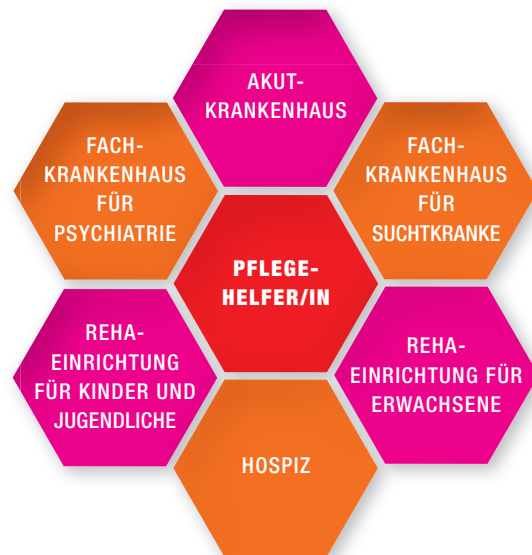 AKUT-
KRANKENHAUS
FACH-
KRANKENHAUS
FÜR
PSYCHIATRIE
FACH-
KRANKENHAUS
FÜR
SUCHTKRANKE
PFLEGE-
HELFER/IN
REHA-
EINRICHTUNG
FÜR KINDER UND
JUGENDLICHE
REHA-
EINRICHTUNG FÜR
ERWACHSENE
HOSPIZ